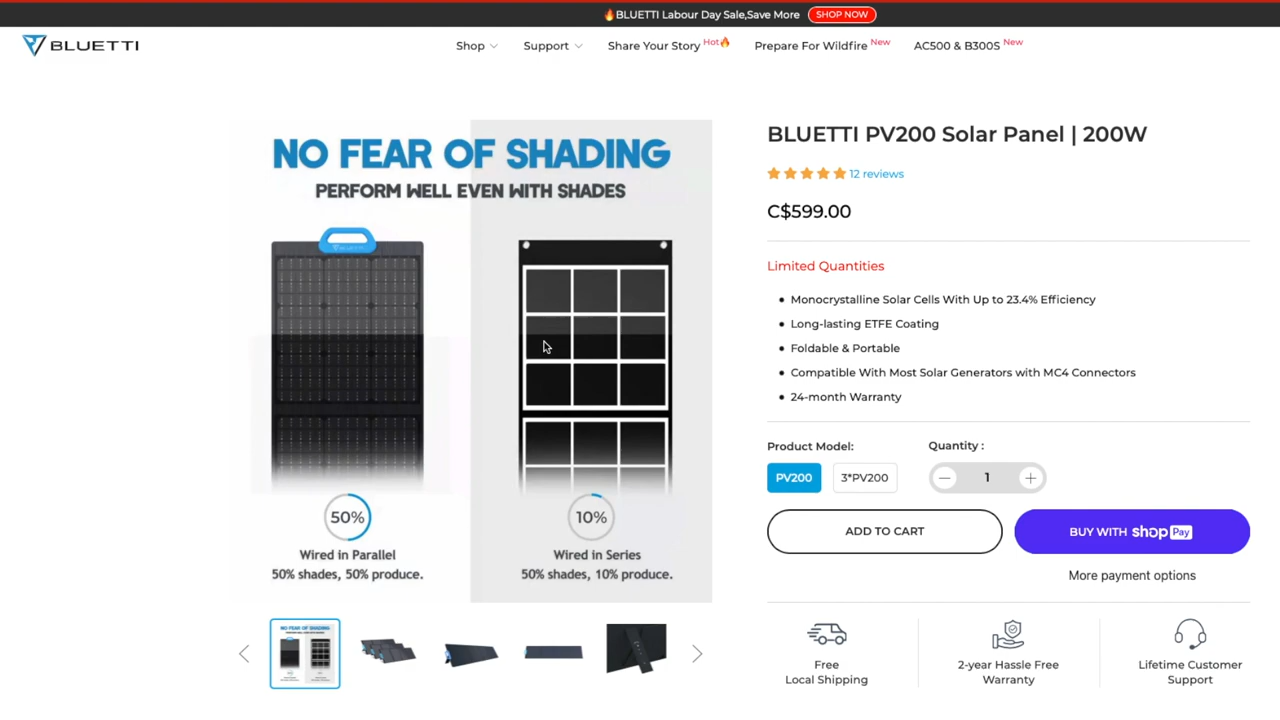 🔥BLUETTI Labour Day Sale,Save More SHOP NOW
BLUETTI
Shop Support Share Your Story Hot🔥 Prepare For Wildfire New AC500 & B300S New
NO FEAR OF SHADING
PERFORM WELL EVEN WITH SHADES
50%
Wired in Parallel
50% shades, 50% produce.
10%
Wired in Series
50% shades, 10% produce.
BLUETTI PV200 Solar Panel | 200W
12 reviews
C$599.00
Limited Quantities
Monocrystalline Solar Cells With Up to 23.4% Efficiency
Long-lasting ETFE Coating
Foldable & Portable
Compatible With Most Solar Generators with MC4 Connectors
24-month Warranty
Product Model: Quantity :
PV200 3*PV200 1
ADD TO CART BUY WITH shop Pay
More payment options
Free
Local Shipping
2-year Hassle Free
Warranty
Lifetime Customer
Support